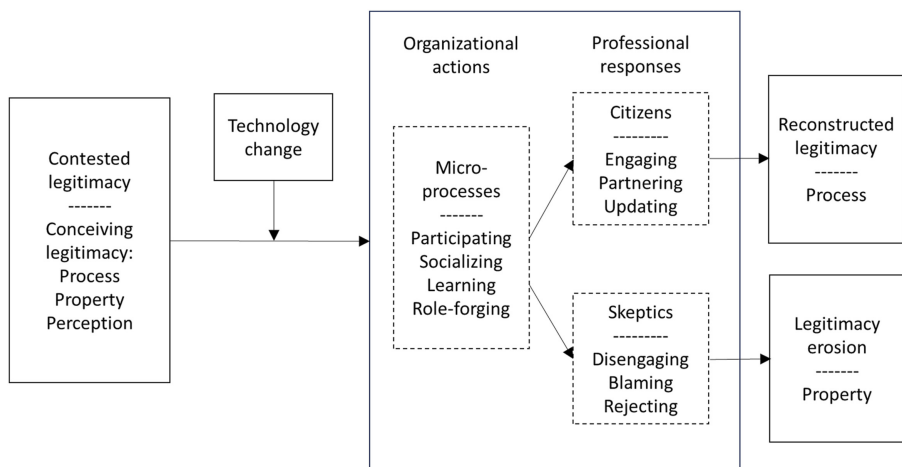 Contested
legitimacy
-------
Conceiving
legitimacy:
Process
Property
Perception
Technology
change
Organizational
actions
Micro-
processes
-------
Participating
Socializing
Learning
Role-forging
Professional
responses
Citizens
---------
Engaging
Partnering
Updating
Skeptics
---------
Disengaging
Blaming
Rejecting
Reconstructed
legitimacy
-------
Process
Legitimacy
erosion
-------
Property